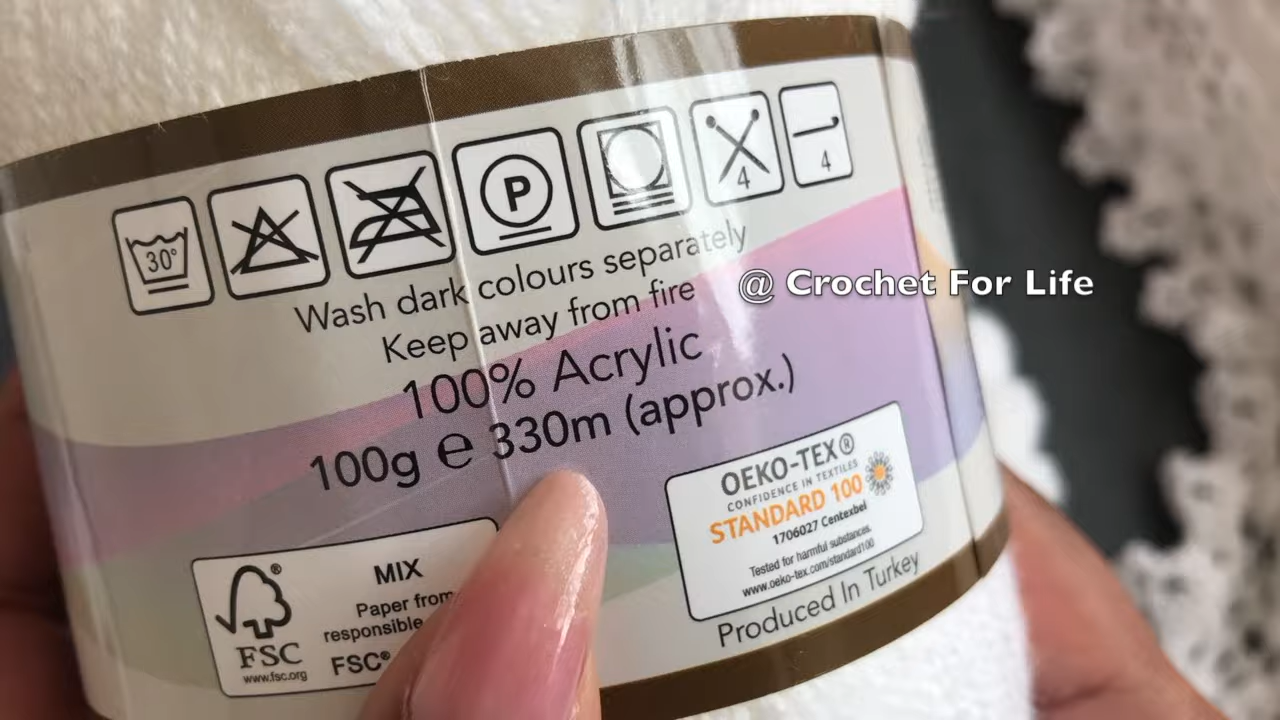 30°
P
4
4
Wash dark colours separately
Keep away from fire
100% Acrylic
100g ℮ 330m (approx.)
@ Crochet For Life
OEKO-TEX®
CONFIDENCE IN TEXTILES
STANDARD 100
1706027 Centexbel
Tested for harmful substances.
www.oeko-tex.com/standard100
Produced In Turkey
MIX
Paper from
responsible
FSC®
®
FSC
www.fsc.org